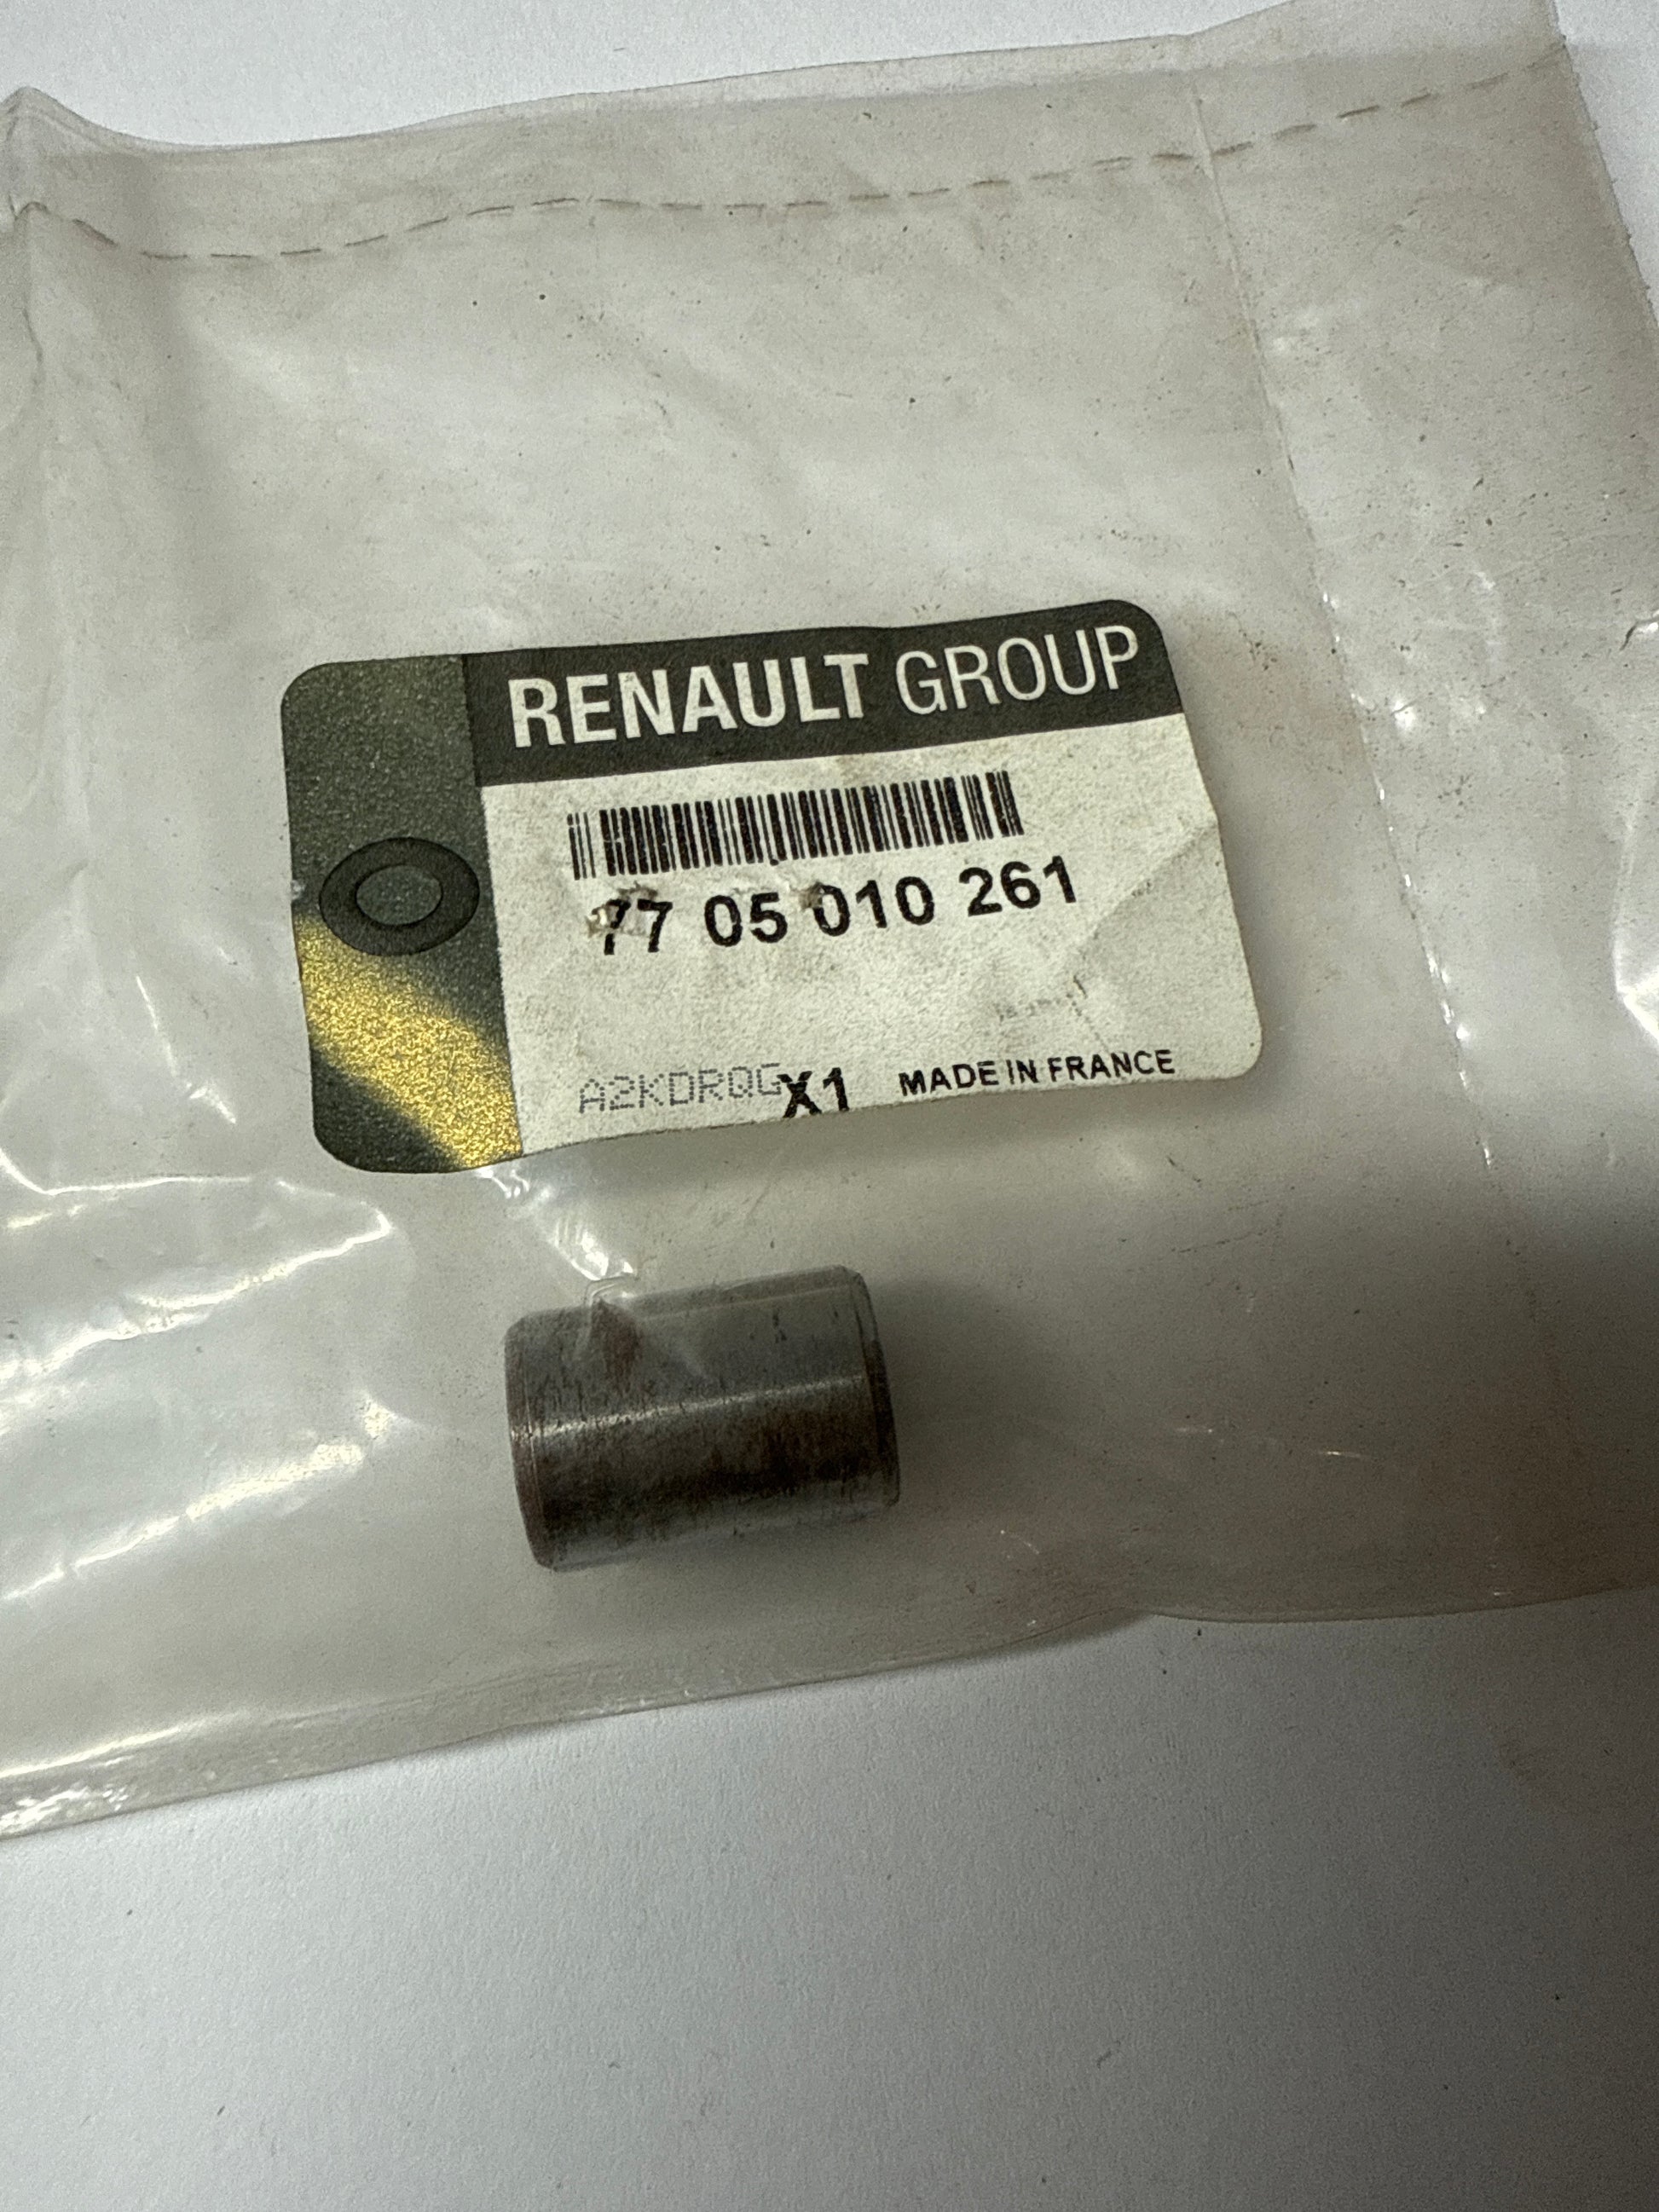 RENAULT GROUP
77 05 010 261
A2KDRQG X1 MADE IN FRANCE